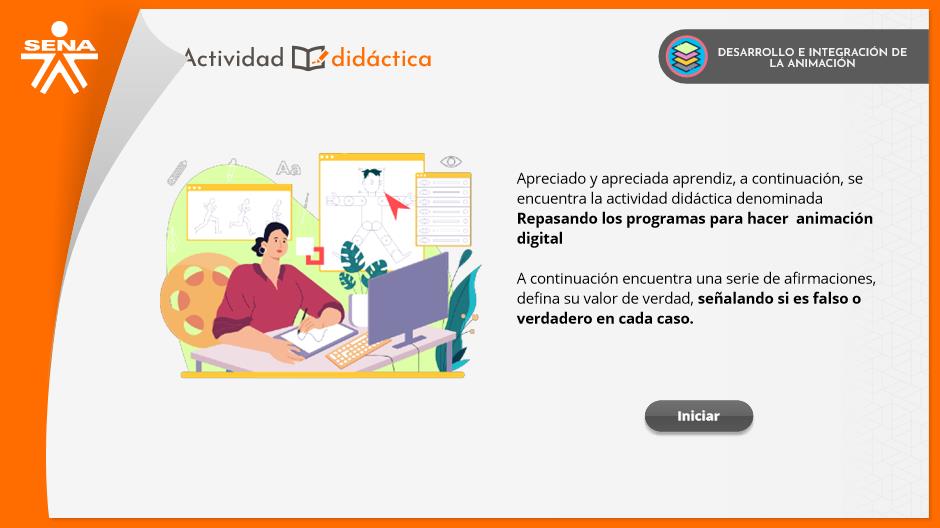 SENA
Actividad didáctica
DESARROLLO E INTEGRACIÓN DE
LA ANIMACIÓN
Aa
Apreciado y apreciada aprendiz, a continuación, se
encuentra la actividad didáctica denominada
Repasando los programas para hacer  animación
digital
A continuación encuentra una serie de afirmaciones,
defina su valor de verdad, señalando si es falso o
verdadero en cada caso.
Iniciar